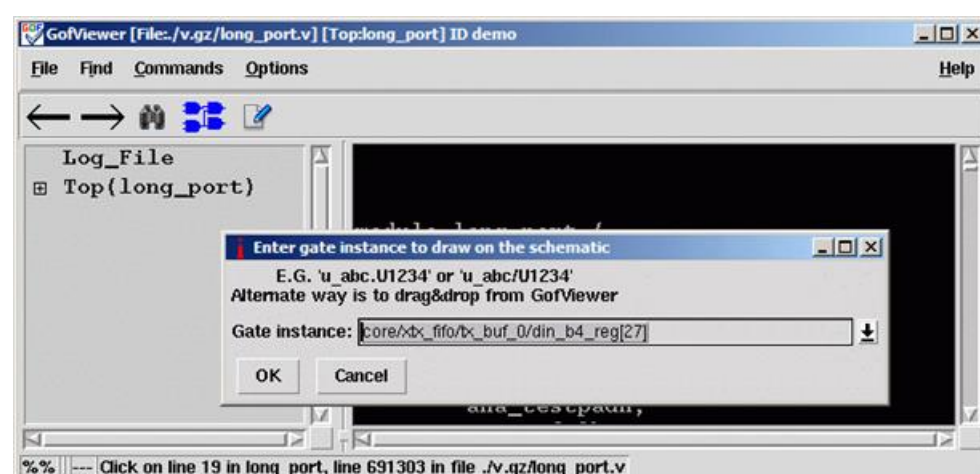 GofViewer [File:./v.gz/long_port.v] [Top:long_port] ID demo
File Find Commands Options Help
Log_File
Top(long_port)
module long_port (
Enter gate instance to draw on the schematic
E.G. 'u_abc.U1234' or 'u_abc/U1234'
Alternate way is to drag&drop from GofViewer
Gate instance: core/xtx_fifo/tx_buf_0/din_b4_reg[27]
OK Cancel
ana_testpadn,
%% --- Click on line 19 in long_port, line 691303 in file ./v.gz/long_port.v